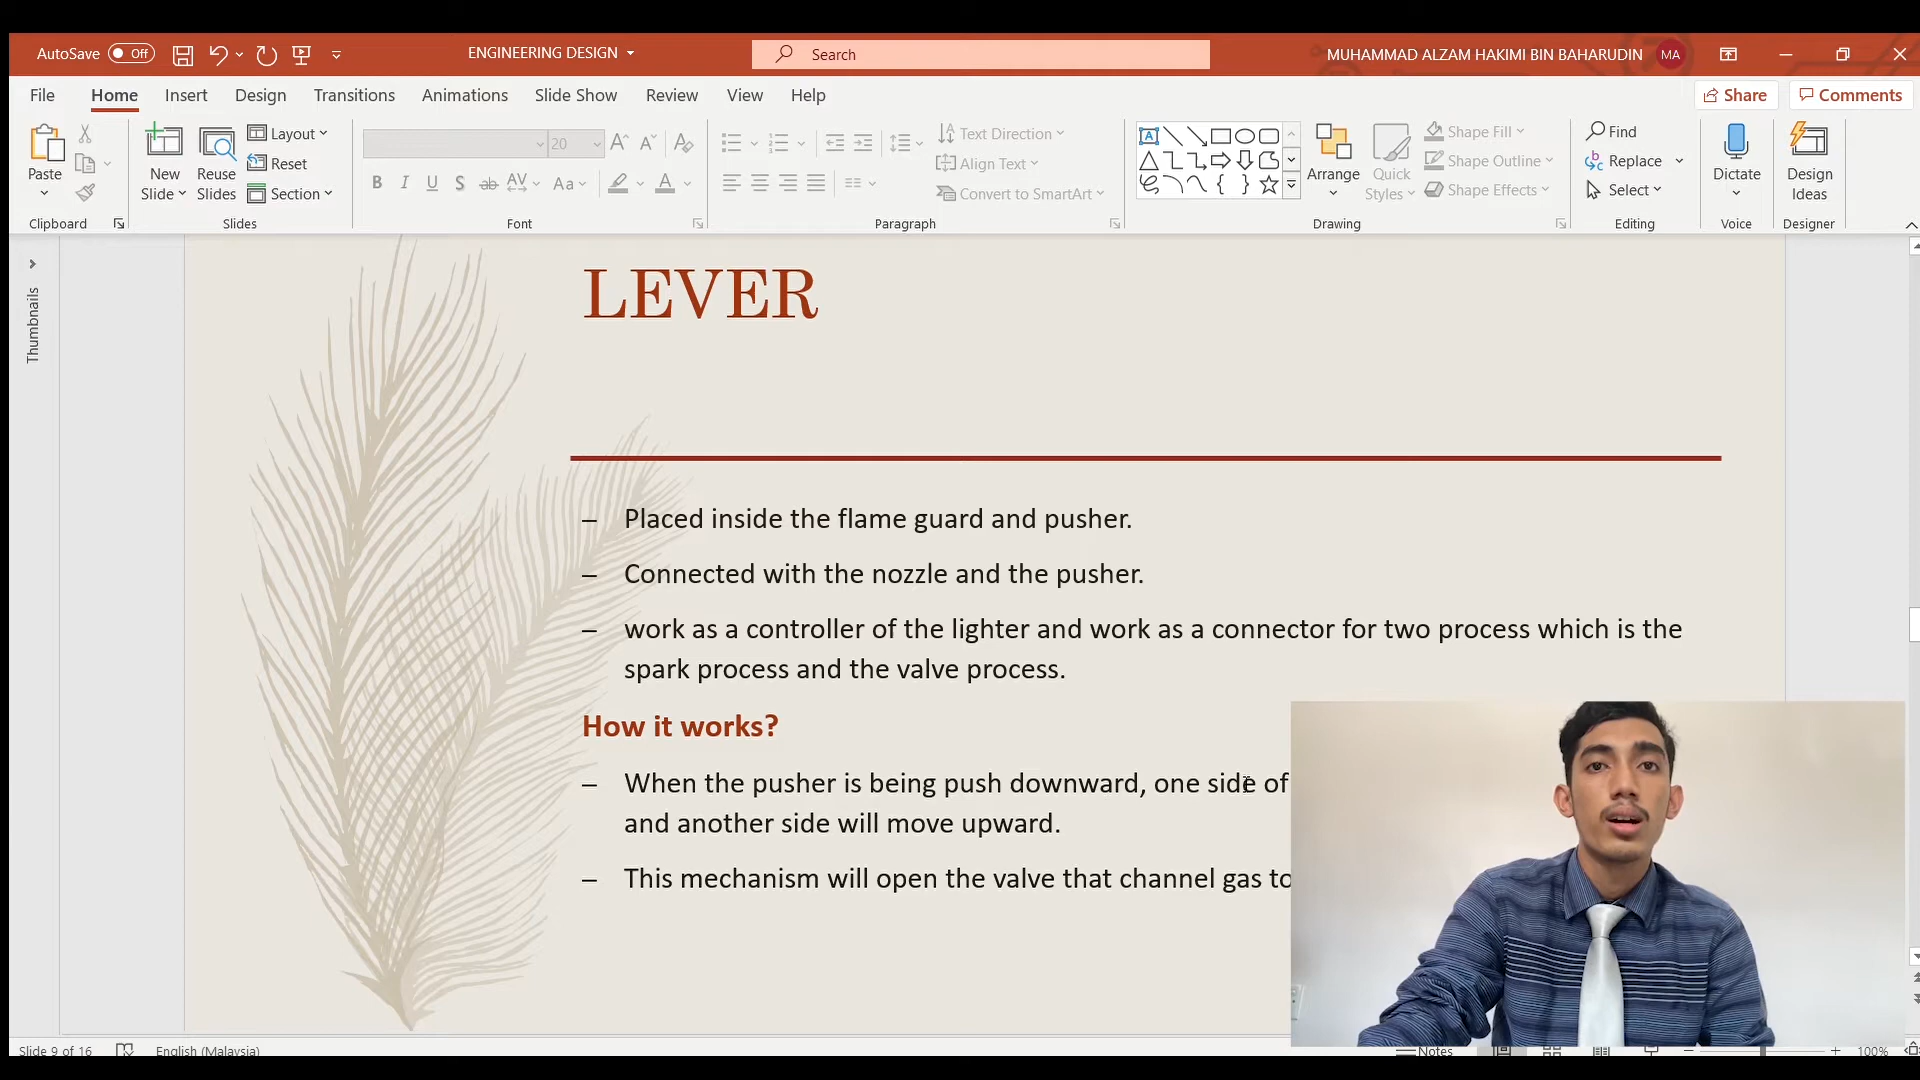 AutoSave Off
ENGINEERING DESIGN
Search
MUHAMMAD ALZAM HAKIMI BIN BAHARUDIN MA
File Home Insert Design Transitions Animations Slide Show Review View Help
Share Comments
Paste
Clipboard
New Slide
Reuse Slides
Layout
Reset
Section
Slides
20
B I U S ab AV Aa A
Font
Text Direction
Align Text
Convert to SmartArt
Paragraph
Arrange
Quick Styles
Shape Fill
Shape Outline
Shape Effects
Drawing
Find
Replace
Select
Editing
Dictate
Voice
Design Ideas
Designer
Thumbnails
LEVER
– Placed inside the flame guard and pusher.
– Connected with the nozzle and the pusher.
– work as a controller of the lighter and work as a connector for two process which is the
spark process and the valve process.
How it works?
– When the pusher is being push downward, one side of
and another side will move upward.
– This mechanism will open the valve that channel gas to
Slide 9 of 16 English (Malaysia) Notes 100%